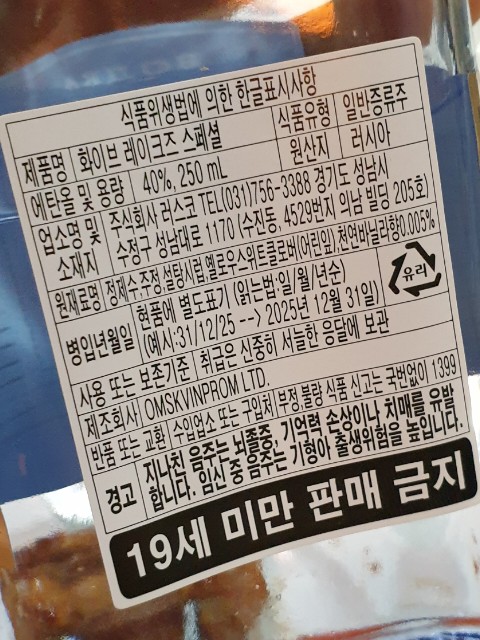 식품위생법에 의한 한글표시사항
제품명 화이브 레이크즈 스페셜 식품유형 일반증류주
에탄올 및 용량 40%, 250 mL 원산지 러시아
업소명 및 소재지 주식회사 러스코 TEL(031)756-3388 경기도 성남시
수정구 성남대로 1170 (수진동, 4529번지 의남 빌딩 205호)
원재료명 정제수,주정,설탕시럽,옐로우스위트클로버(어린잎),천연바닐라향0.005%
병입년월일 현품에 별도표기 (읽는법:일/월/년순)
(예시:31/12/25 --> 2025년 12월 31일)
유리
사용 또는 보존기준 취급은 신중히 서늘한 응달에 보관
제조회사 OMSKVINPROM LTD.
반품 또는 교환 수입업소 또는 구입처 부정,불량 식품 신고는 국번없이 1399
경고 지나친 음주는 뇌졸중, 기억력 손상이나 치매를 유발
합니다. 임신 중 음주는 기형아 출생위험을 높입니다.
19세 미만 판매 금지